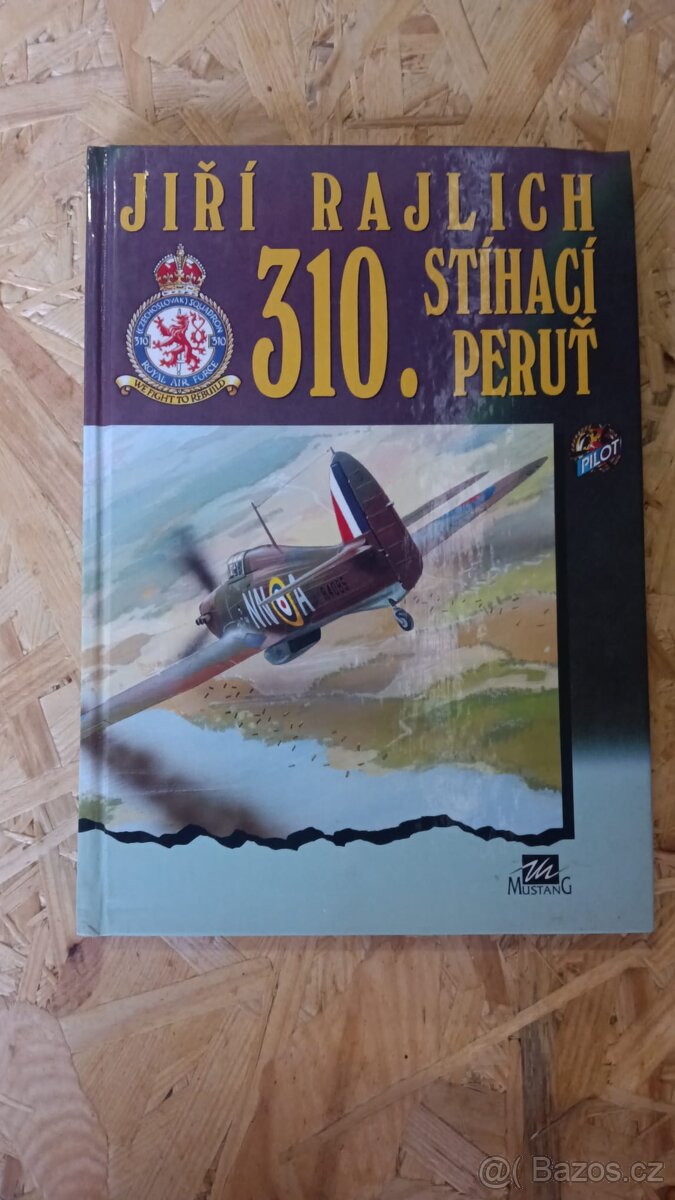 JIŘÍ RAJLICH
310. STÍHACÍ
PERUŤ
(CZECHOSLOVAK) SQUADRON
310 310
ROYAL AIR FORCE
WE FIGHT TO REBUILD
PILOT
NN A
R4085
MUSTANG
@ Bazos.cz